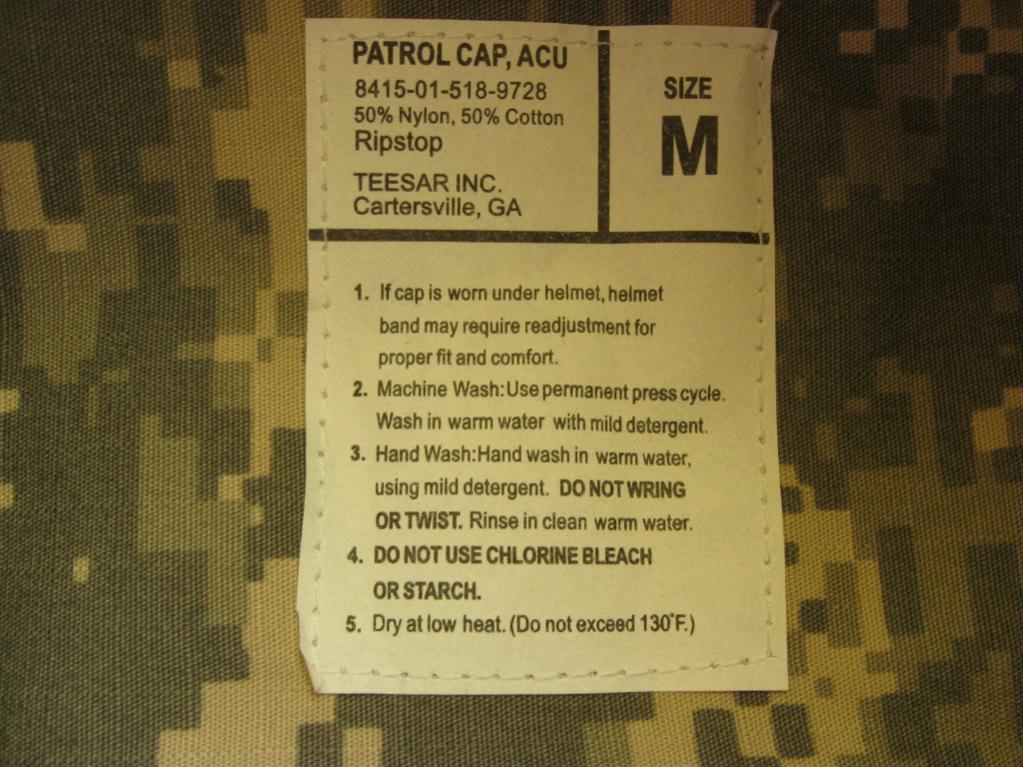 PATROL CAP, ACU
8415-01-518-9728
50% Nylon, 50% Cotton
Ripstop
TEESAR INC.
Cartersville, GA
SIZE
M
1. If cap is worn under helmet, helmet
band may require readjustment for
proper fit and comfort.
2. Machine Wash: Use permanent press cycle.
Wash in warm water with mild detergent.
3. Hand Wash: Hand wash in warm water,
using mild detergent. DO NOT WRING
OR TWIST. Rinse in clean warm water.
4. DO NOT USE CHLORINE BLEACH
OR STARCH.
5. Dry at low heat. (Do not exceed 130°F.)